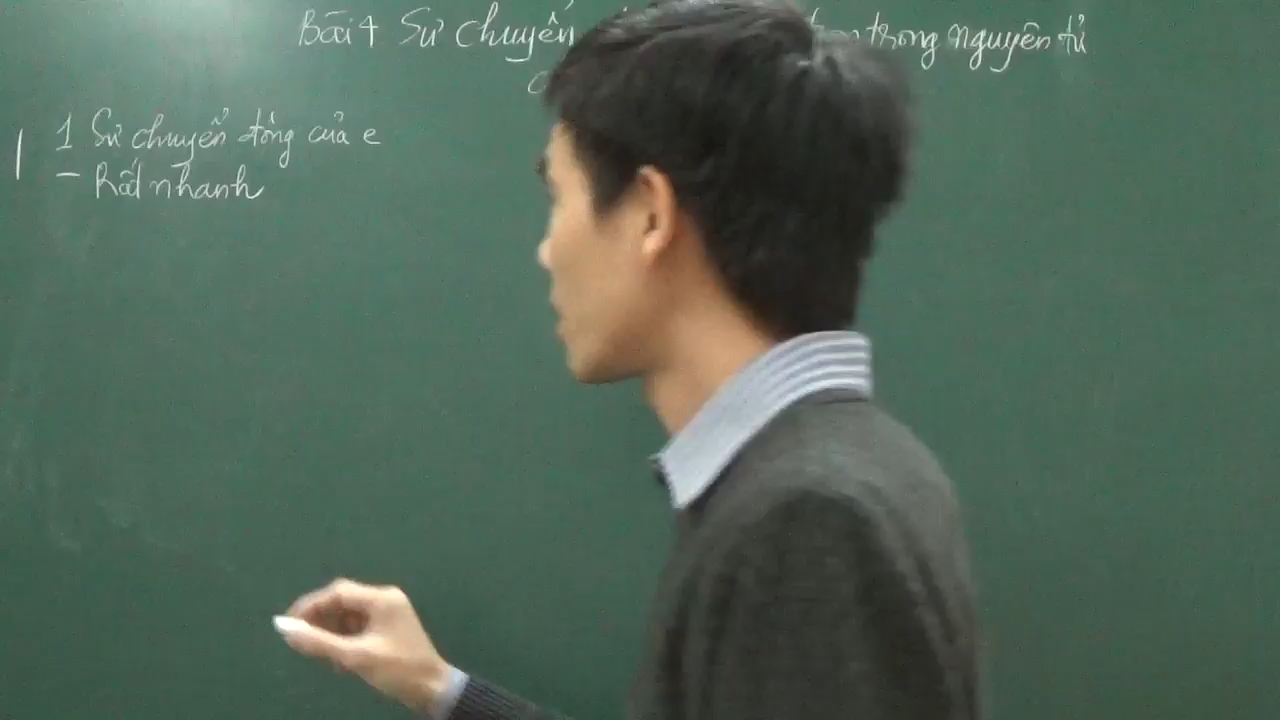 Bài 4 Sự chuyển trong nguyên tử
1 Sự chuyển động của e
- Rất nhanh